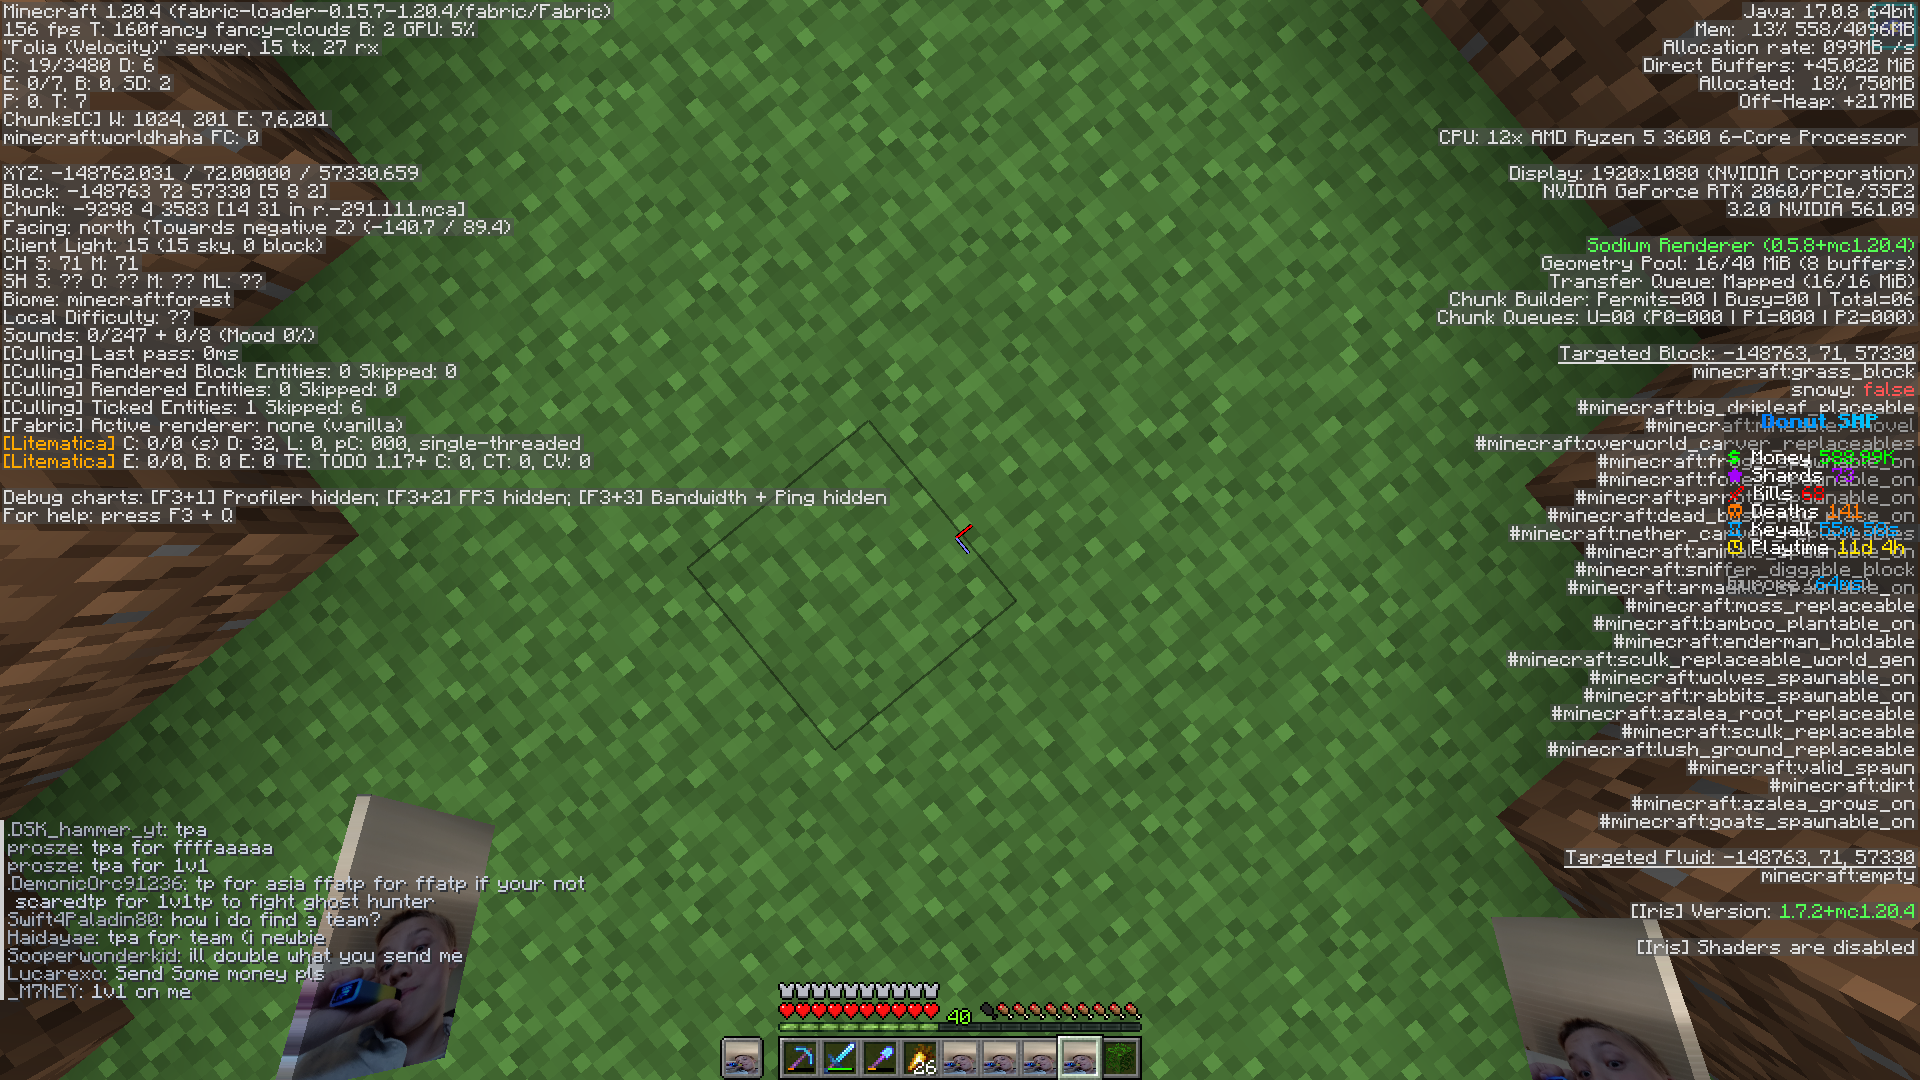 Minecraft 1.20.4 (fabric-loader-0.15.7-1.20.4/fabric/Fabric)
156 fps T: 160fancy fancy-clouds B: 2 GPU: 5%
"Folia (Velocity)" server, 15 tx, 27 rx
C: 19/3480 D: 6
E: 0/7, B: 0, SD: 2
P: 0. T: 7
Chunks[C] W: 1024, 201 E: 7,6,201
minecraft:worldhaha FC: 0
XYZ: -148762.031 / 72.00000 / 57330.659
Block: -148763 72 57330 [5 8 2]
Chunk: -9298 4 3583 [14 31 in r.-291.111.mca]
Facing: north (Towards negative Z) (-140.7 / 89.4)
Client Light: 15 (15 sky, 0 block)
CH S: 71 M: 71
SH S: ?? O: ?? M: ?? ML: ??
Biome: minecraft:forest
Local Difficulty: ??
Sounds: 0/247 + 0/8 (Mood 0%)
[Culling] Last pass: 0ms
[Culling] Rendered Block Entities: 0 Skipped: 0
[Culling] Rendered Entities: 0 Skipped: 0
[Culling] Ticked Entities: 1 Skipped: 6
[Fabric] Active renderer: none (vanilla)
[Litematica] C: 0/0 (s) D: 32, L: 0, pC: 000, single-threaded
[Litematica] E: 0/0, B: 0 E: 0 TE: TODO 1.17+ C: 0, CT: 0, CV: 0
Debug charts: [F3+1] Profiler hidden; [F3+2] FPS hidden; [F3+3] Bandwidth + Ping hidden
For help: press F3 + Q
Java: 17.0.8 64bit
Mem: 13% 558/4096MB
Allocation rate: 099MB /s
Direct Buffers: +45.022 MiB
Allocated: 18% 750MB
Off-Heap: +217MB
CPU: 12x AMD Ryzen 5 3600 6-Core Processor
Display: 1920x1080 (NVIDIA Corporation)
NVIDIA GeForce RTX 2060/PCIe/SSE2
3.2.0 NVIDIA 561.09
Sodium Renderer (0.5.8+mc1.20.4)
Geometry Pool: 16/40 MiB (8 buffers)
Transfer Queue: Mapped (16/16 MiB)
Chunk Builder: Permits=00 | Busy=00 | Total=06
Chunk Queues: U=00 (P0=000 | P1=000 | P2=000)
Targeted Block: -148763, 71, 57330
minecraft:grass_block
snowy: false
#minecraft:big_dripleaf_placeable
Donut SMP
#minecraft:overworld_carver_replaceables
Money 588.99K
Shards 73
Kills 68
Deaths 141
Keyall 55m 58s
Playtime 11d 4h
#minecraft:sniffer_diggable_block
Europe (64ms)
#minecraft:moss_replaceable
#minecraft:bamboo_plantable_on
#minecraft:enderman_holdable
#minecraft:sculk_replaceable_world_gen
#minecraft:wolves_spawnable_on
#minecraft:rabbits_spawnable_on
#minecraft:azalea_root_replaceable
#minecraft:sculk_replaceable
#minecraft:lush_ground_replaceable
#minecraft:valid_spawn
#minecraft:dirt
#minecraft:azalea_grows_on
#minecraft:goats_spawnable_on
Targeted Fluid: -148763, 71, 57330
minecraft:empty
[Iris] Version: 1.7.2+mc1.20.4
[Iris] Shaders are disabled
.DSK_hammer_yt: tpa
prosze: tpa for ffffaaaaa
prosze: tpa for 1v1
.DemonicOrc91236: tp for asia ffatp for ffatp if your not
scaredtp for 1v1tp to fight ghost hunter
Swift4Paladin80: how i do find a team?
Haidayae: tpa for team (i newbie
Sooperwonderkid: ill double what you send me
Lucarexo: Send Some money pls
_M7NEY: 1v1 on me
40
26